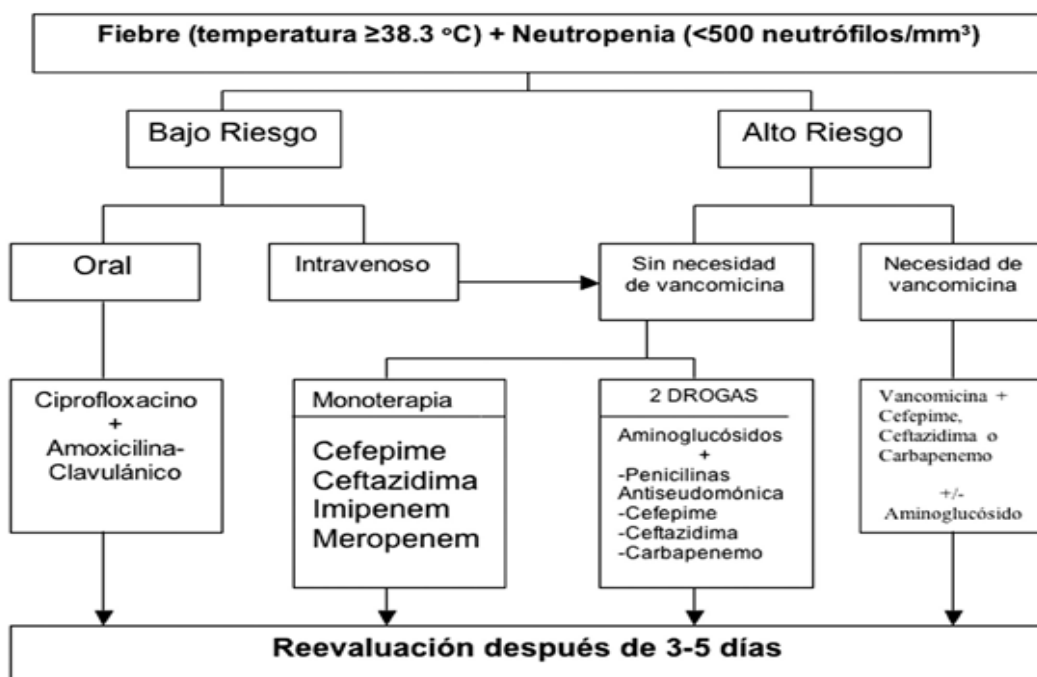 Fiebre (temperatura ≥38.3 ºC) + Neutropenia (<500 neutrófilos/mm³)
Bajo Riesgo
Alto Riesgo
Oral
Intravenoso
Sin necesidad
de vancomicina
Necesidad de
vancomicina
Ciprofloxacino
+
Amoxicilina-
Clavulánico
Monoterapia
Cefepime
Ceftazidima
Imipenem
Meropenem
2 DROGAS
Aminoglucósidos
+
-Penicilinas
Antiseudomónica
-Cefepime
-Ceftazidima
-Carbapenemo
Vancomicina +
Cefepime,
Ceftazidima o
Carbapenemo
+/-
Aminoglucósido
Reevaluación después de 3-5 días